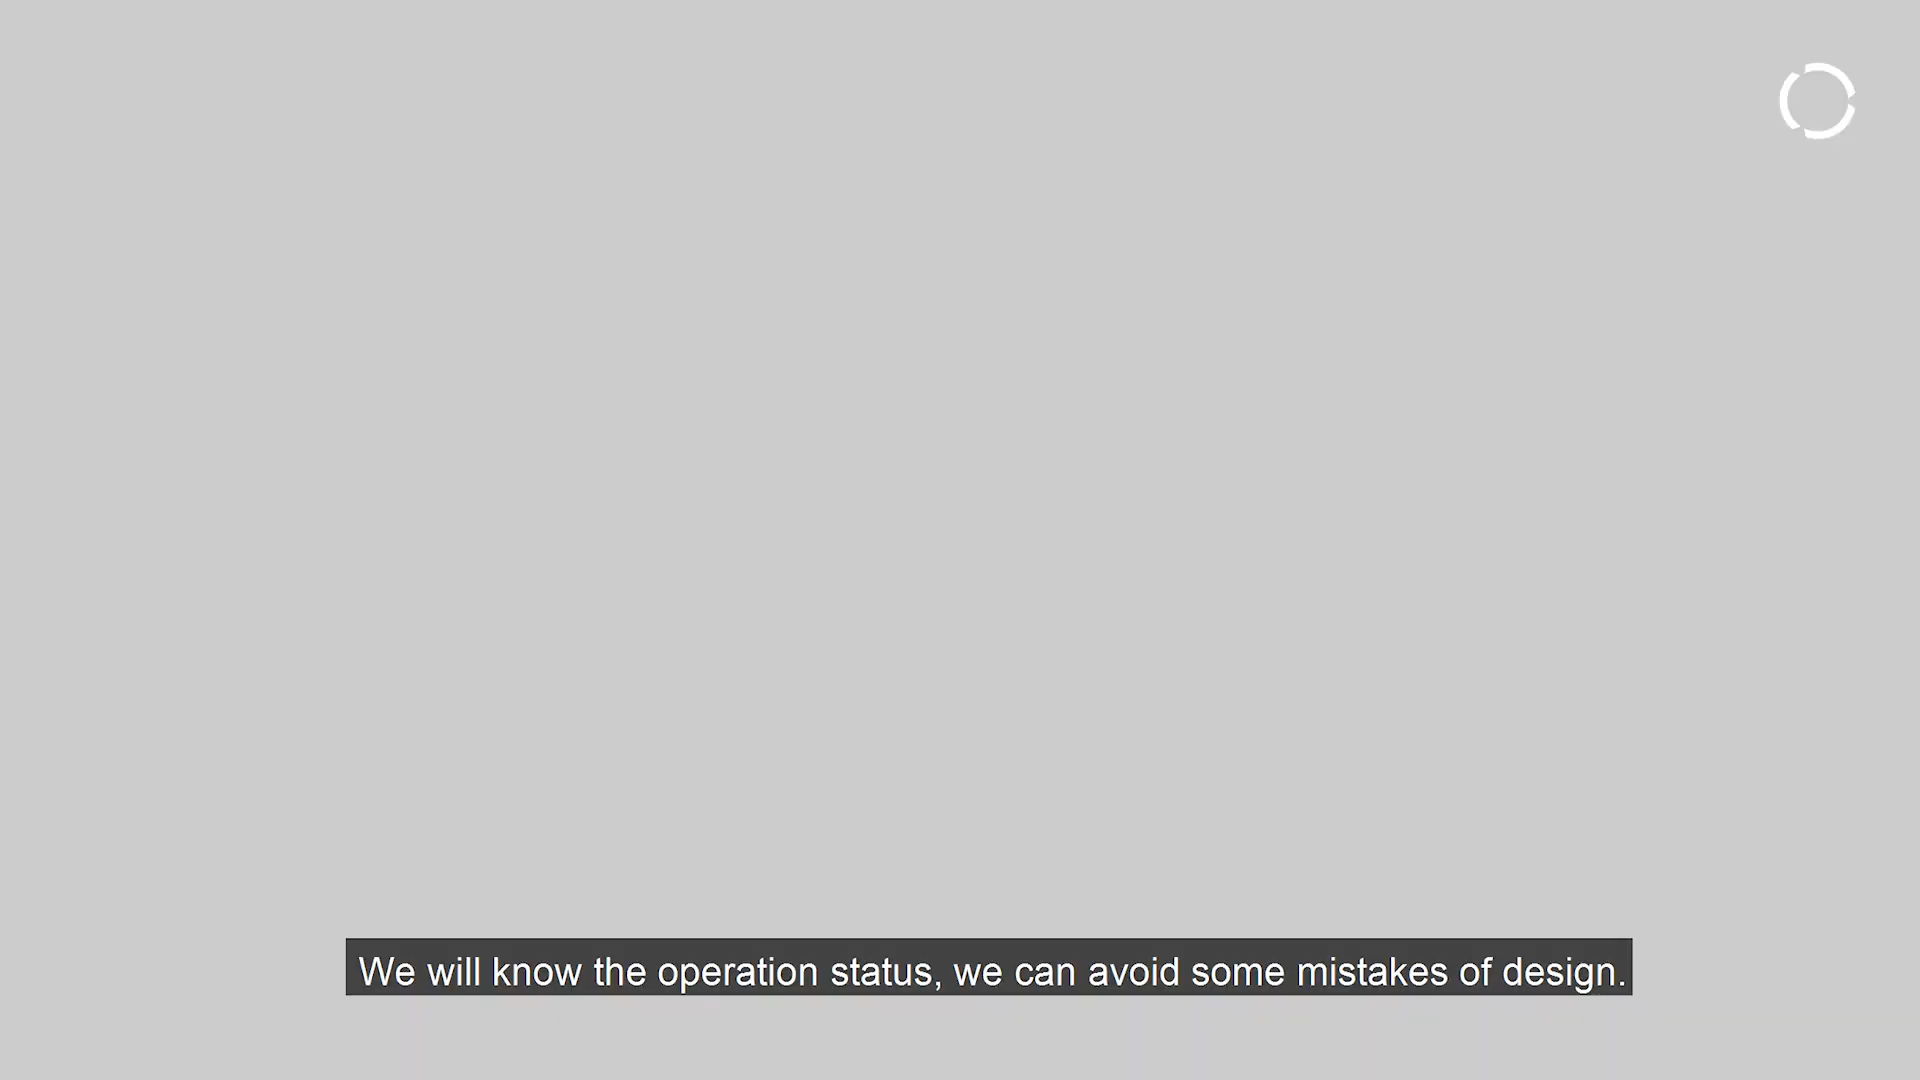 We will know the operation status, we can avoid some mistakes of design.